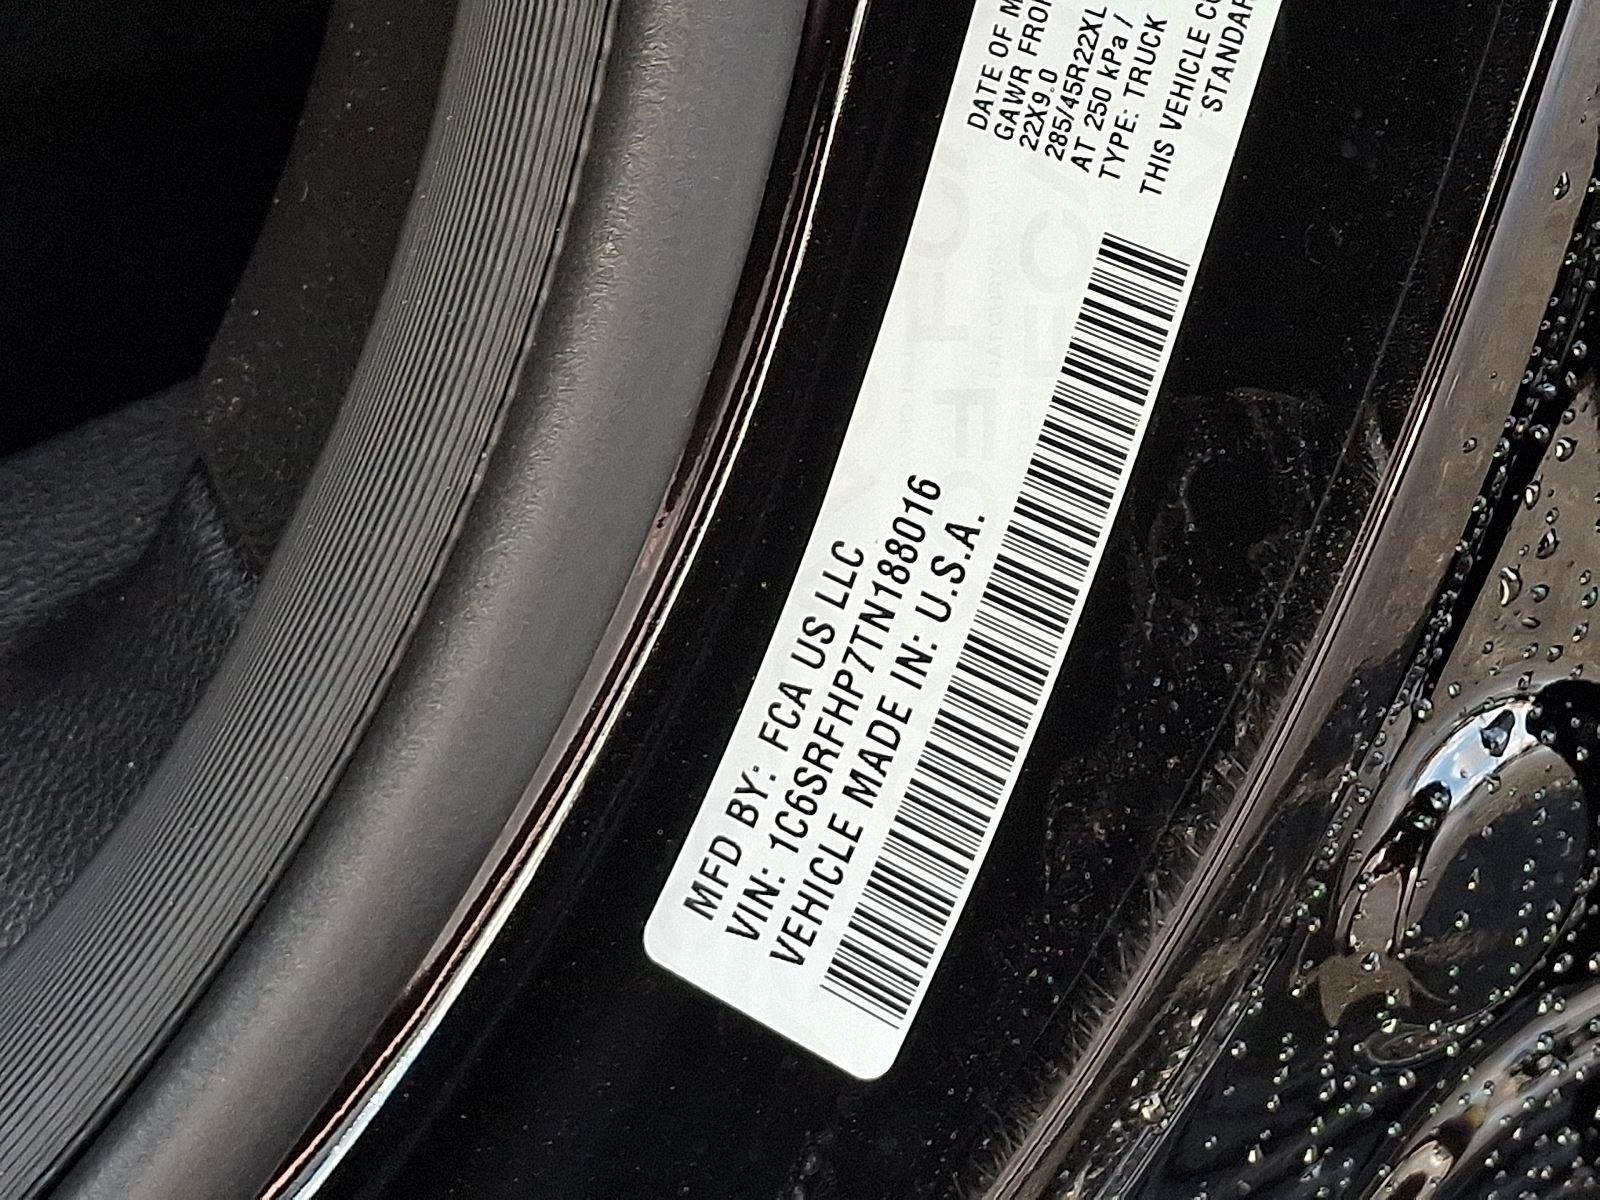 MFD BY: FCA US LLC
VIN: 1C6SRFHP7TN188016
VEHICLE MADE IN: U.S.A.
DATE OF M
GAWR FRO
22X9.0
285/45R22XL
AT 250 kPa /
TYPE: TRUCK
THIS VEHICLE CO
STANDAR